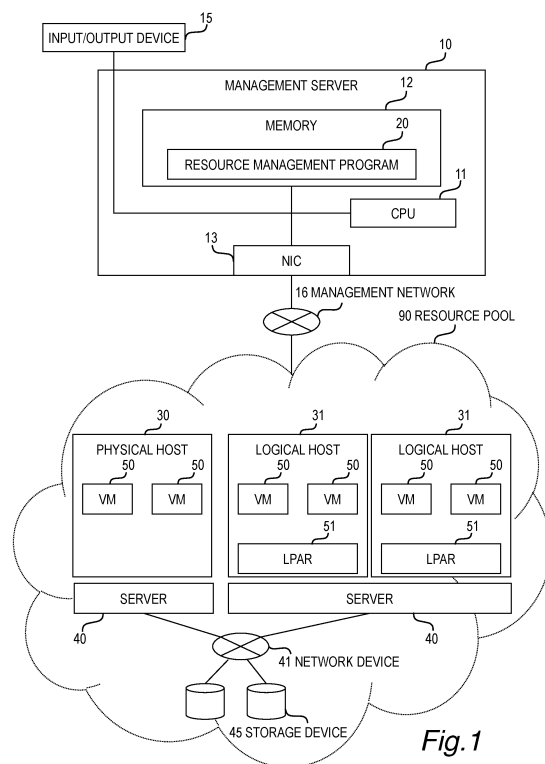 15
INPUT/OUTPUT DEVICE
10
MANAGEMENT SERVER
12
MEMORY
20
RESOURCE MANAGEMENT PROGRAM
11
CPU
13
NIC
16 MANAGEMENT NETWORK
90 RESOURCE POOL
30 31 31
PHYSICAL HOST LOGICAL HOST LOGICAL HOST
50 50 50 50 50 50
VM VM VM VM VM VM
51 51
LPAR LPAR
SERVER SERVER
40 40
41 NETWORK DEVICE
45 STORAGE DEVICE
Fig.1